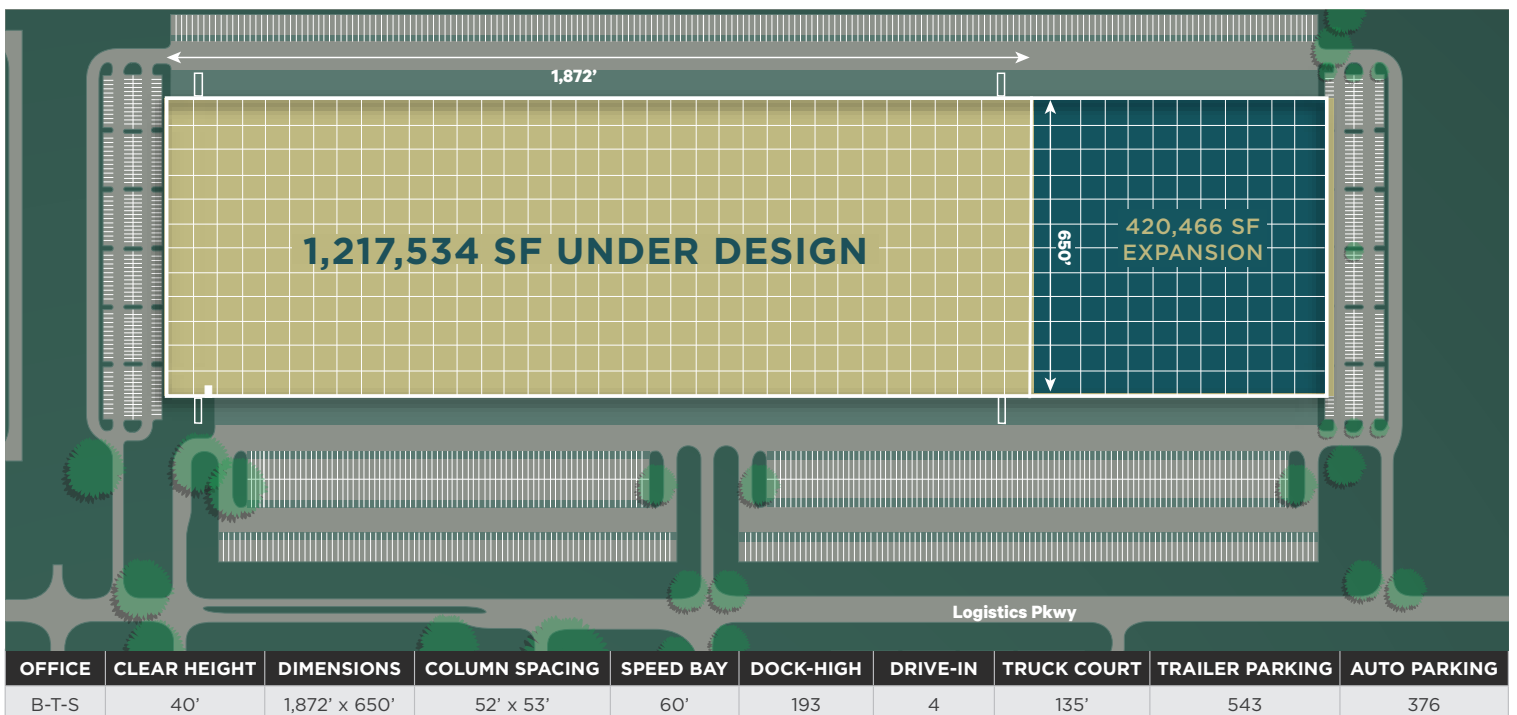 1,872’
1,217,534 SF UNDER DESIGN
650’
420,466 SF
EXPANSION
Logistics Pkwy
OFFICE CLEAR HEIGHT DIMENSIONS COLUMN SPACING SPEED BAY DOCK-HIGH DRIVE-IN TRUCK COURT TRAILER PARKING AUTO PARKING
B-T-S 40’ 1,872’ x 650’ 52’ x 53’ 60’ 193 4 135’ 543 376